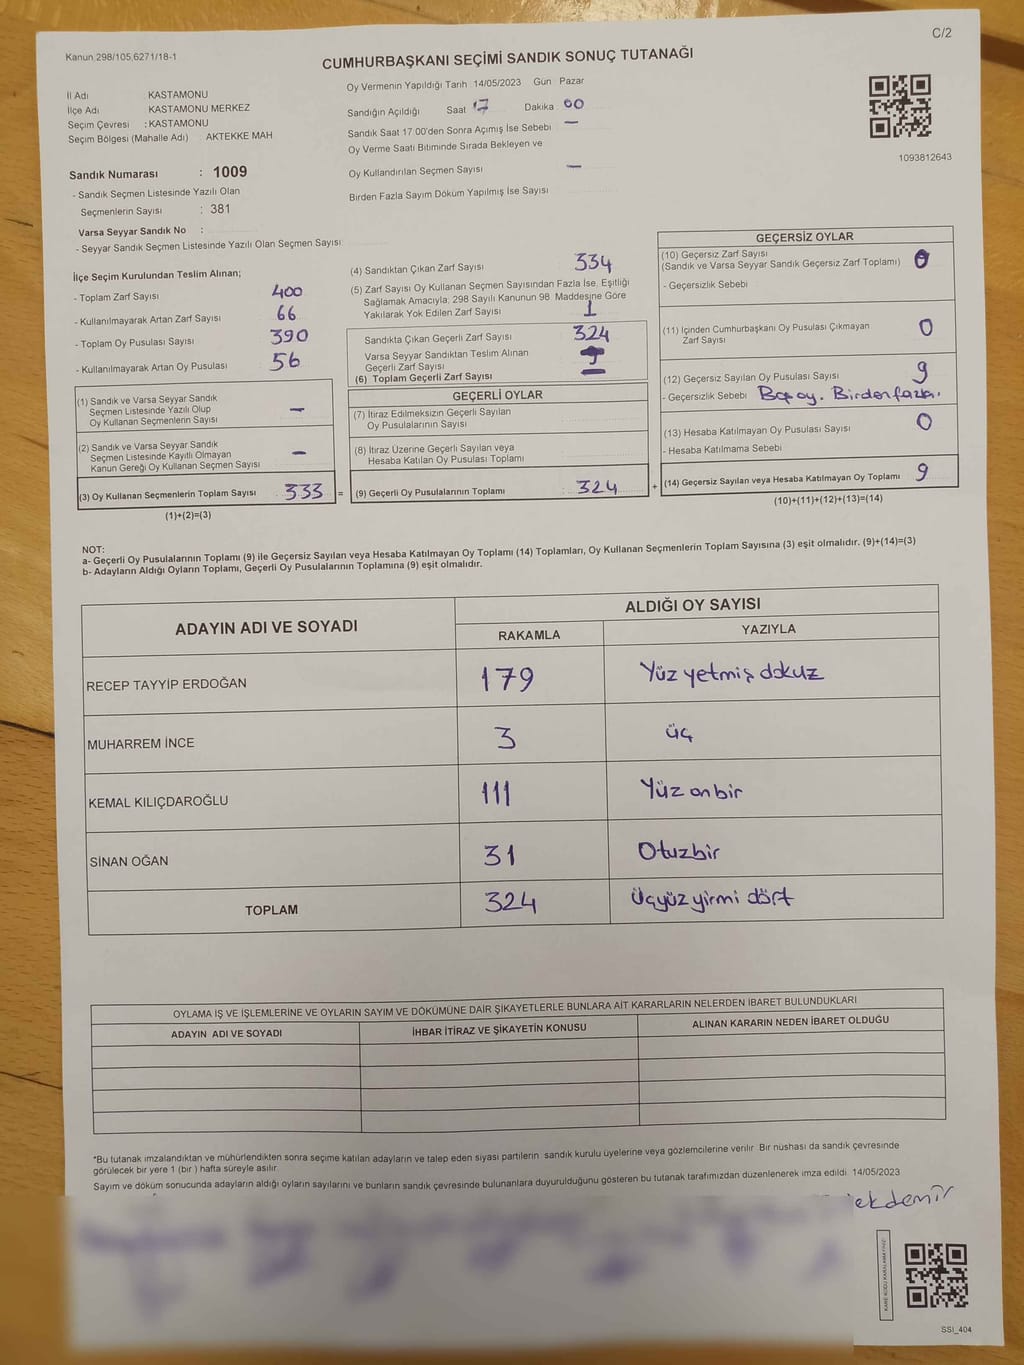 Kanun:298/105,6271/18-1
C/2
CUMHURBAŞKANI SEÇİMİ SANDIK SONUÇ TUTANAĞI
İl Adı KASTAMONU
İlçe Adı KASTAMONU MERKEZ
Seçim Çevresi : KASTAMONU
Seçim Bölgesi (Mahalle Adı) : AKTEKKE MAH
Sandık Numarası : 1009
- Sandık Seçmen Listesinde Yazılı Olan
Seçmenlerin Sayısı : 381
Varsa Seyyar Sandık No :
- Seyyar Sandık Seçmen Listesinde Yazılı Olan Seçmen Sayısı:
Oy Vermenin Yapıldığı Tarih : 14/05/2023 Gün : Pazar
Sandığın Açıldığı Saat 17 Dakika : 00
Sandık Saat 17:00'den Sonra Açımış İse Sebebi : —
Oy Verme Saati Bitiminde Sırada Bekleyen ve
Oy Kullandırılan Seçmen Sayısı —
Birden Fazla Sayım Döküm Yapılmış İse Sayısı
1093812643
İlçe Seçim Kurulundan Teslim Alınan;
- Toplam Zarf Sayısı 400
- Kullanılmayarak Artan Zarf Sayısı 66
- Toplam Oy Pusulası Sayısı 390
- Kullanılmayarak Artan Oy Pusulası 56
(1) Sandık ve Varsa Seyyar Sandık
Seçmen Listesinde Yazılı Olup
Oy Kullanan Seçmenlerin Sayısı —
(2) Sandık ve Varsa Seyyar Sandık
Seçmen Listesinde Kayıtlı Olmayan
Kanun Gereği Oy Kullanan Seçmen Sayısı —
(3) Oy Kullanan Seçmenlerin Toplam Sayısı 333 =
(1)+(2)=(3)
(4) Sandıktan Çıkan Zarf Sayısı 334
(5) Zarf Sayısı Oy Kullanan Seçmen Sayısından Fazla İse, Eşitliği
Sağlamak Amacıyla; 298 Sayılı Kanunun 98. Maddesine Göre
Yakılarak Yok Edilen Zarf Sayısı 1
Sandıkta Çıkan Geçerli Zarf Sayısı 324
Varsa Seyyar Sandıktan Teslim Alınan
Geçerli Zarf Sayısı
(6) Toplam Geçerli Zarf Sayısı
GEÇERLİ OYLAR
(7) İtiraz Edilmeksizin Geçerli Sayılan
Oy Pusulalarının Sayısı
(8) İtiraz Üzerine Geçerli Sayılan veya
Hesaba Katılan Oy Pusulası Toplamı
(9) Geçerli Oy Pusulalarının Toplamı : 324 +
GEÇERSİZ OYLAR
(10) Geçersiz Zarf Sayısı
(Sandık ve Varsa Seyyar Sandık Geçersiz Zarf Toplamı) 0
- Geçersizlik Sebebi
(11) İçinden Cumhurbaşkanı Oy Pusulası Çıkmayan
Zarf Sayısı 0
(12) Geçersiz Sayılan Oy Pusulası Sayısı 9
- Geçersizlik Sebebi Boş oy. Birden fazla.
(13) Hesaba Katılmayan Oy Pusulası Sayısı 0
- Hesaba Katılmama Sebebi
(14) Geçersiz Sayılan veya Hesaba Katılmayan Oy Toplamı 9
(10)+(11)+(12)+(13)=(14)
NOT:
a- Geçerli Oy Pusulalarının Toplamı (9) ile Geçersiz Sayılan veya Hesaba Katılmayan Oy Toplamı (14) Toplamları, Oy Kullanan Seçmenlerin Toplam Sayısına (3) eşit olmalıdır. (9)+(14)=(3)
b- Adayların Aldığı Oyların Toplamı, Geçerli Oy Pusulalarının Toplamına (9) eşit olmalıdır.
ADAYIN ADI VE SOYADI
ALDIĞI OY SAYISI
RAKAMLA YAZIYLA
RECEP TAYYİP ERDOĞAN 179 Yüz yetmiş dokuz
MUHARREM İNCE 3 üç
KEMAL KILIÇDAROĞLU 111 Yüz onbir
SİNAN OĞAN 31 Otuzbir
TOPLAM 324 Üçyüz yirmi dört
OYLAMA İŞ VE İŞLEMLERİNE VE OYLARIN SAYIM VE DÖKÜMÜNE DAİR ŞİKAYETLERLE BUNLARA AİT KARARLARIN NELERDEN İBARET BULUNDUKLARI
ADAYIN ADI VE SOYADI İHBAR İTİRAZ VE ŞİKAYETİN KONUSU ALINAN KARARIN NEDEN İBARET OLDUĞU
*Bu tutanak imzalandıktan ve mühürlendikten sonra seçime katılan adayların ve talep eden siyasi partilerin sandık kurulu üyelerine veya gözlemcilerine verilir. Bir nüshası da sandık çevresinde
görülecek bir yere 1 (bir ) hafta süreyle asılır.
Sayım ve döküm sonucunda adayların aldığı oyların sayılarını ve bunların sandık çevresinde bulunanlara duyurulduğunu gösteren bu tutanak tarafımızdan düzenlenerek imza edildi. 14/05/2023
ekdemir
KARE KODU KARALAMAYINIZ!
SSI_404